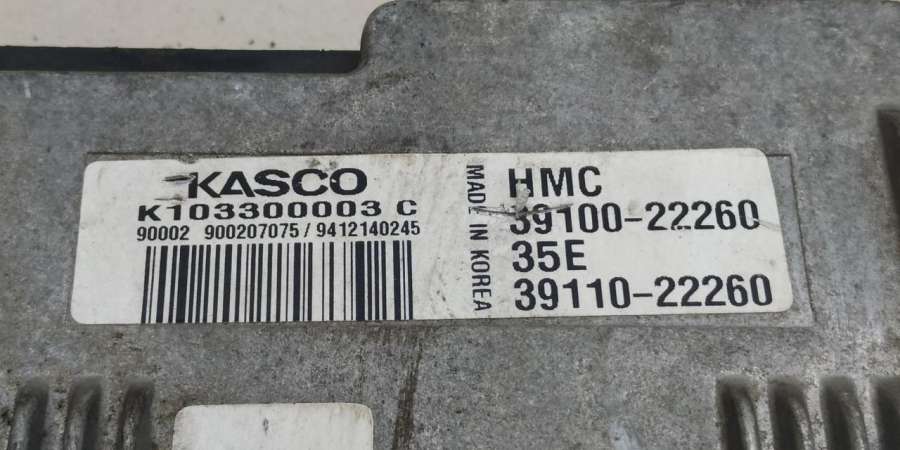 KASCO
K103300003 C
90002 900207075/9412140245
MADE IN KOREA
HMC
39100-22260
35E
39110-22260